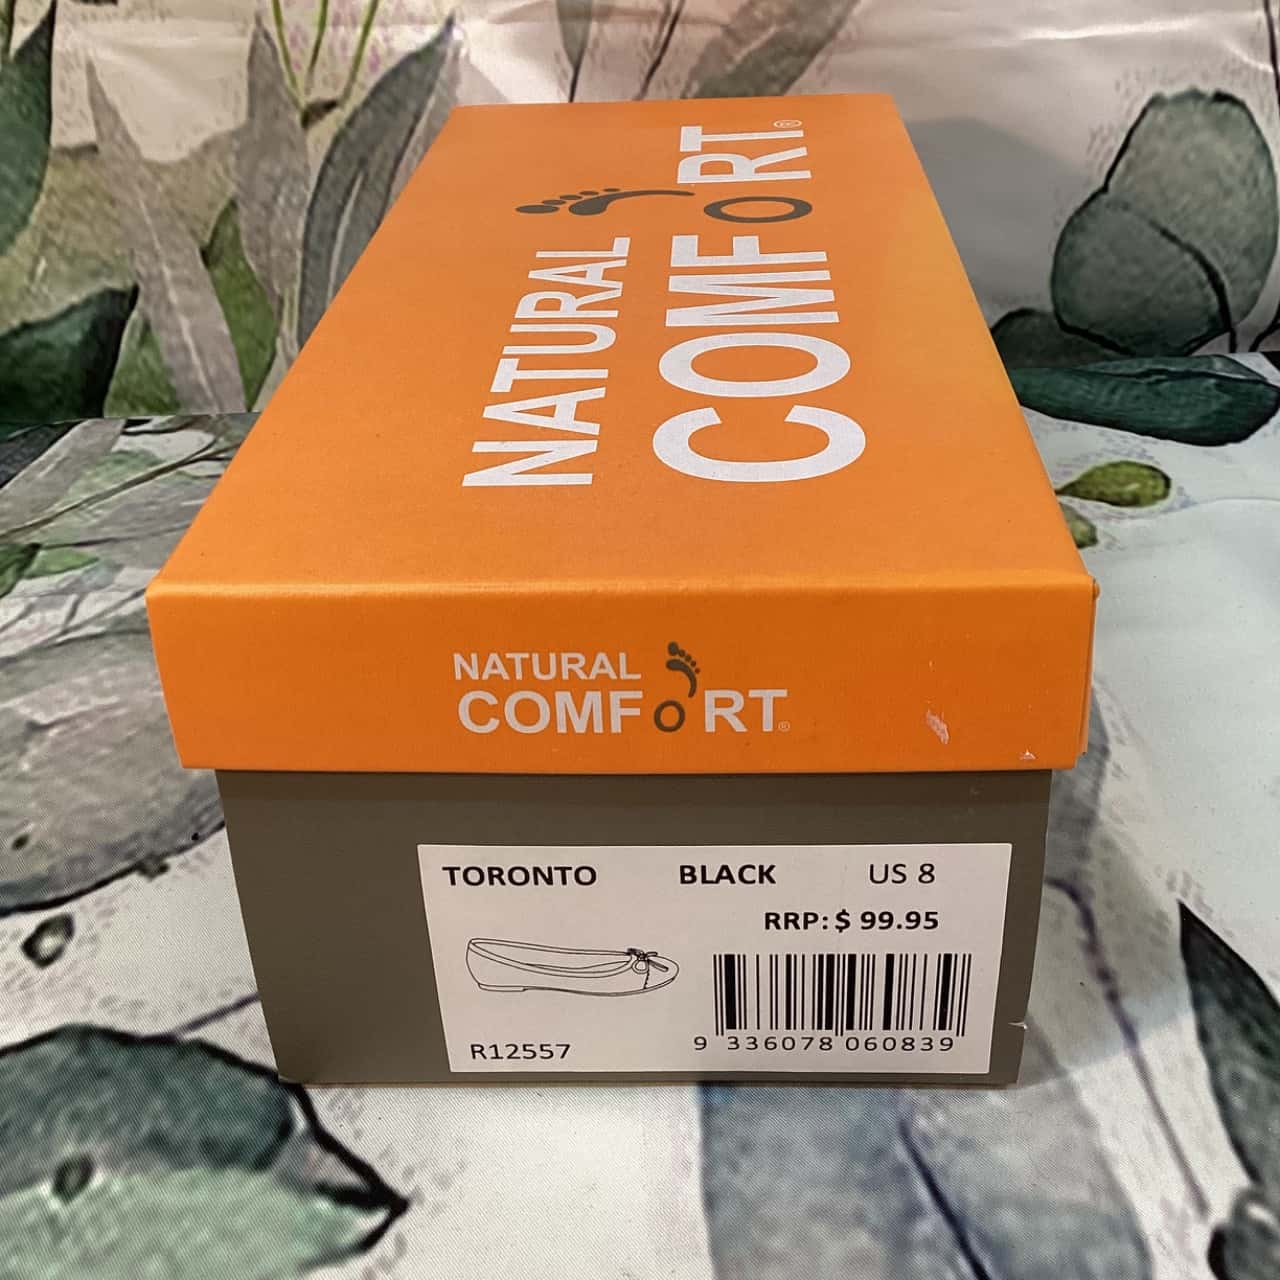 NATURAL
COMFORT®
NATURAL
COMFORT®
TORONTO BLACK US 8
RRP: $ 99.95
R12557
9 336078 060839